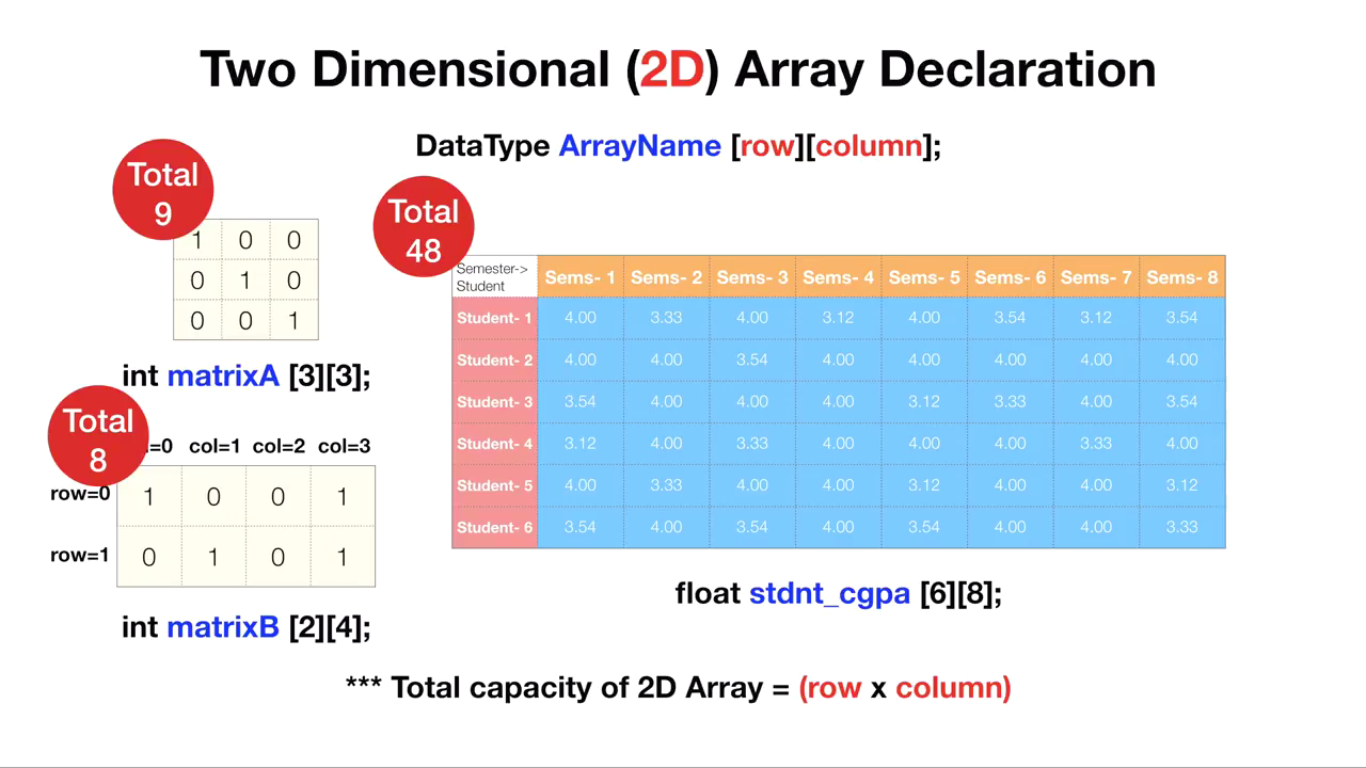 Two Dimensional (2D) Array Declaration
DataType ArrayName [row][column];
Total
9
1 0 0
0 1 0
0 0 1
int matrixA [3][3];
Total
8
=0 col=1 col=2 col=3
row=0 1 0 0 1
row=1 0 1 0 1
int matrixB [2][4];
Total
48
Semester->
Student
Sems- 1 Sems- 2 Sems- 3 Sems- 4 Sems- 5 Sems- 6 Sems- 7 Sems- 8
Student- 1 4.00 3.33 4.00 3.12 4.00 3.54 3.12 3.54
Student- 2 4.00 4.00 3.54 4.00 4.00 4.00 4.00 4.00
Student- 3 3.54 4.00 4.00 4.00 3.12 3.33 4.00 3.54
Student- 4 3.12 4.00 3.33 4.00 4.00 4.00 3.33 4.00
Student- 5 4.00 3.33 4.00 4.00 3.12 4.00 4.00 3.12
Student- 6 3.54 4.00 3.54 4.00 3.54 4.00 4.00 3.33
float stdnt_cgpa [6][8];
*** Total capacity of 2D Array = (row x column)